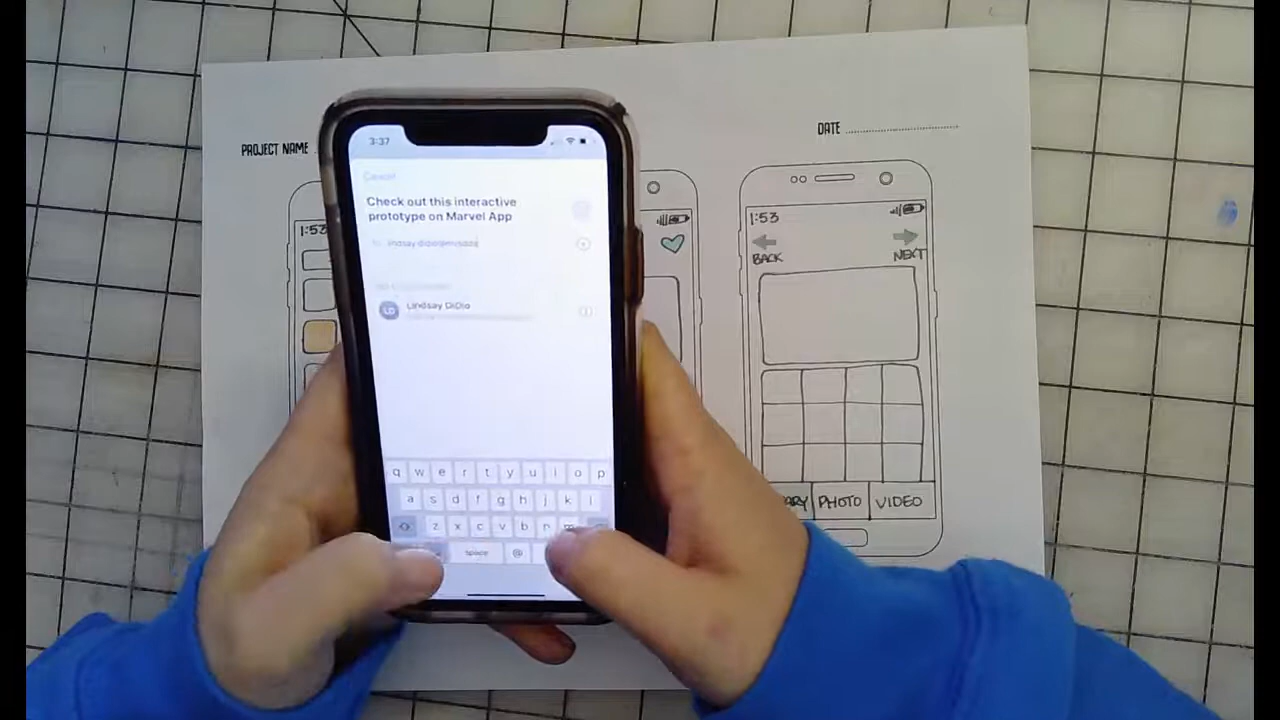 PROJECT NAME
DATE
3:37
Cancel
Check out this interactive
prototype on Marvel App
LD Lindsay DiDio
q w e r t y u i o p
a s d f g h j k l
z x c v b n m
space @
1:53
1:53
BACK NEXT
PHOTO VIDEO